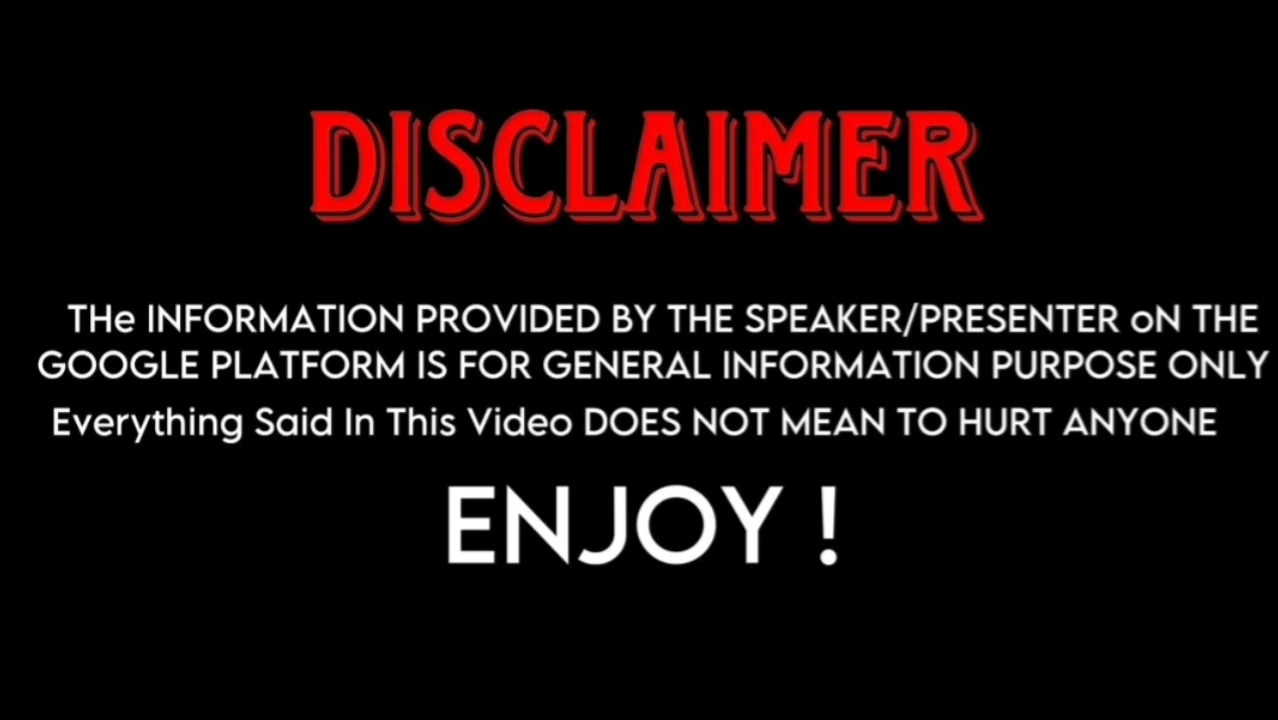 DISCLAIMER
THe INFORMATION PROVIDED BY THE SPEAKER/PRESENTER oN THE
GOOGLE PLATFORM IS FOR GENERAL INFORMATION PURPOSE ONLY
Everything Said In This Video DOES NOT MEAN TO HURT ANYONE
ENJOY !